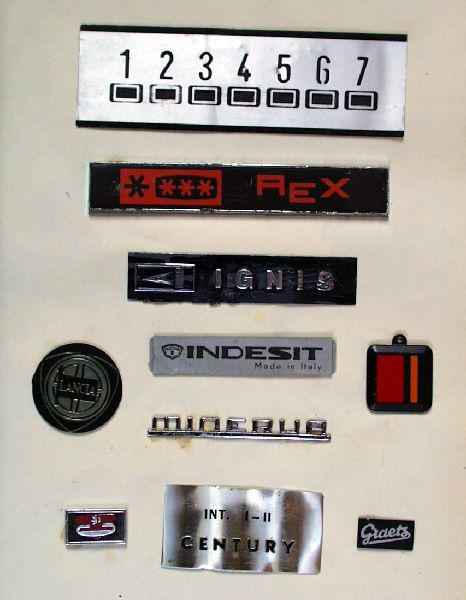 1 2 3 4 5 6 7
* *** REX
IGNIS
INDESIT
Made in Italy
LANCIA
MINERVA
INT. I-II
CENTURY
Graetz